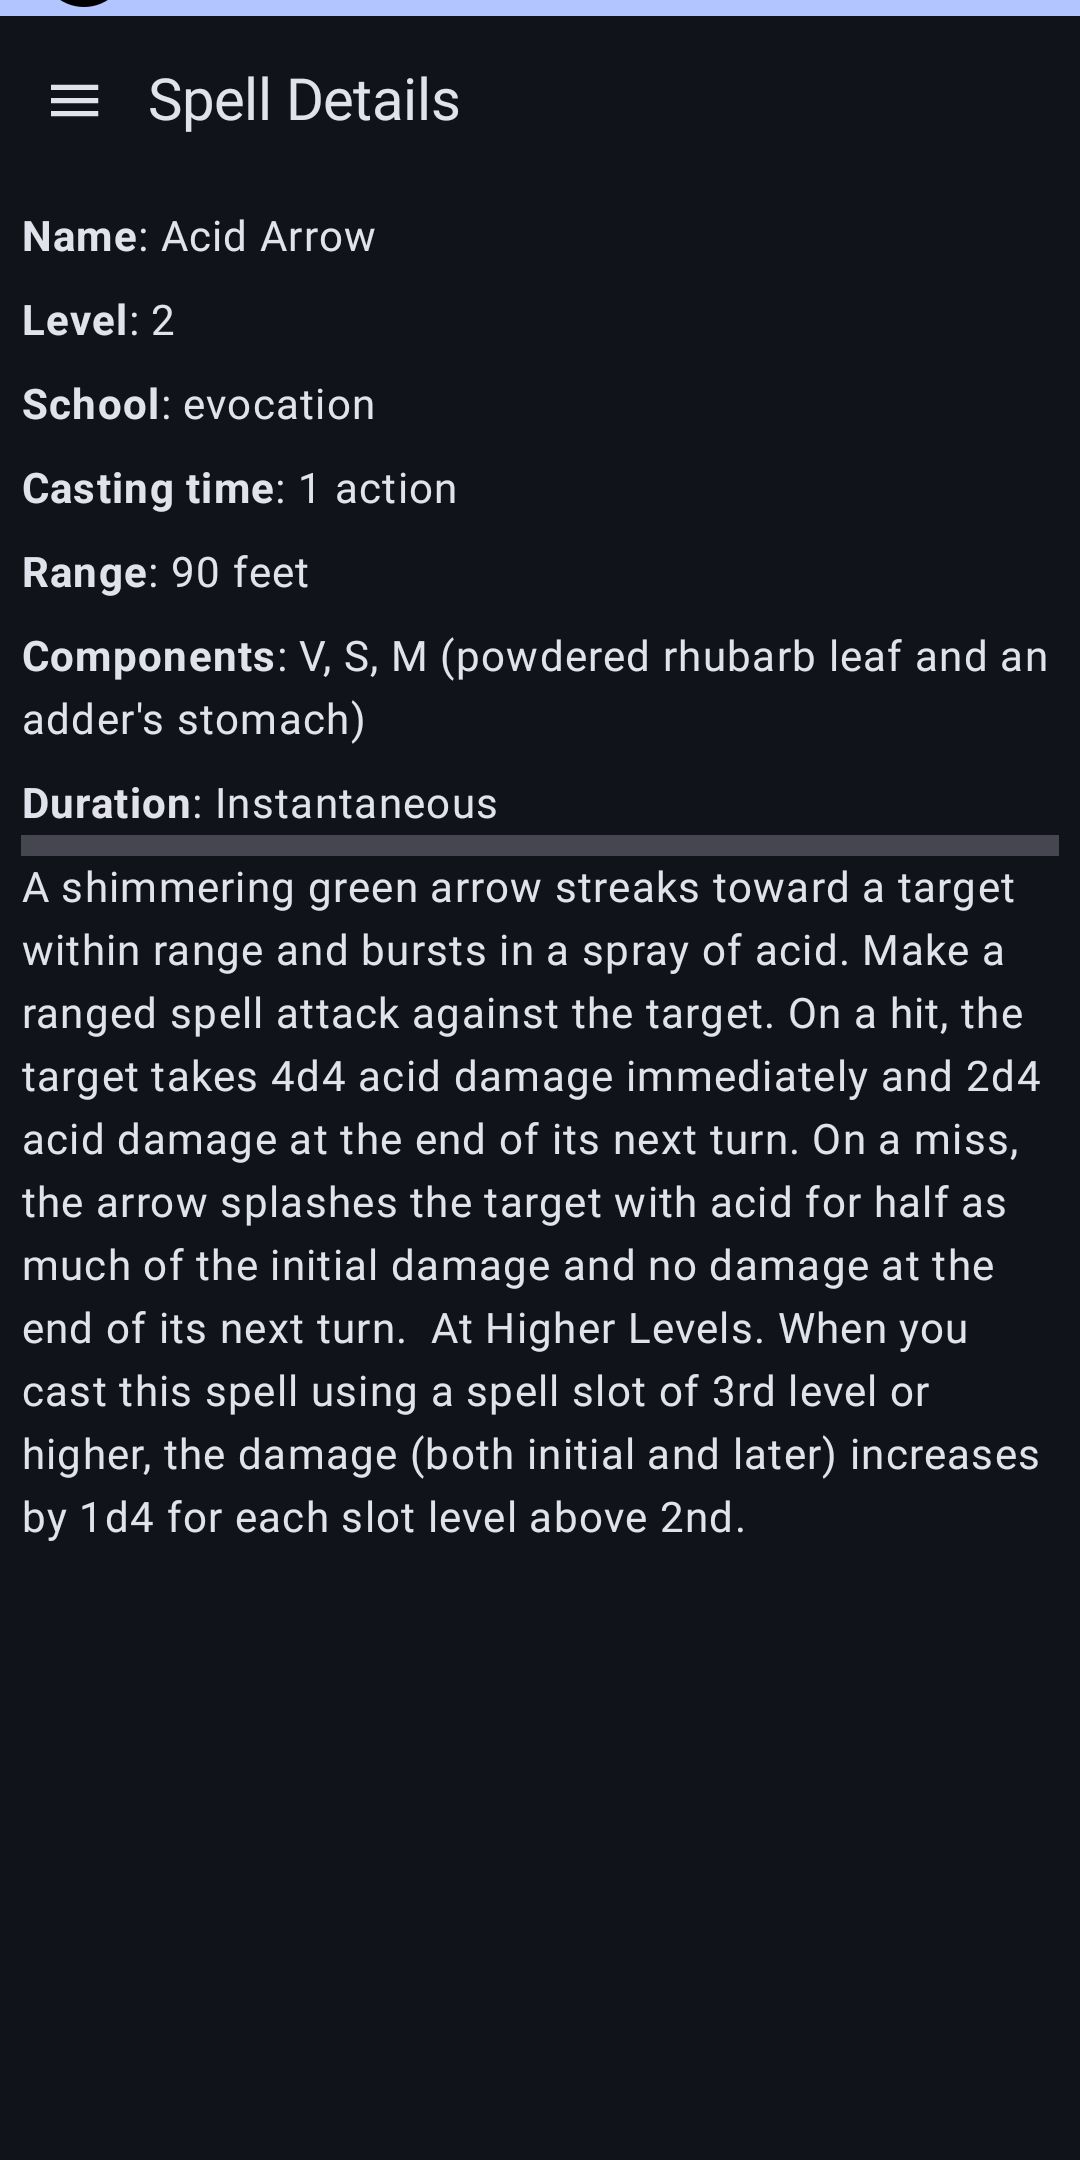 Spell Details
Name: Acid Arrow
Level: 2
School: evocation
Casting time: 1 action
Range: 90 feet
Components: V, S, M (powdered rhubarb leaf and an
adder's stomach)
Duration: Instantaneous
A shimmering green arrow streaks toward a target
within range and bursts in a spray of acid. Make a
ranged spell attack against the target. On a hit, the
target takes 4d4 acid damage immediately and 2d4
acid damage at the end of its next turn. On a miss,
the arrow splashes the target with acid for half as
much of the initial damage and no damage at the
end of its next turn.  At Higher Levels. When you
cast this spell using a spell slot of 3rd level or
higher, the damage (both initial and later) increases
by 1d4 for each slot level above 2nd.